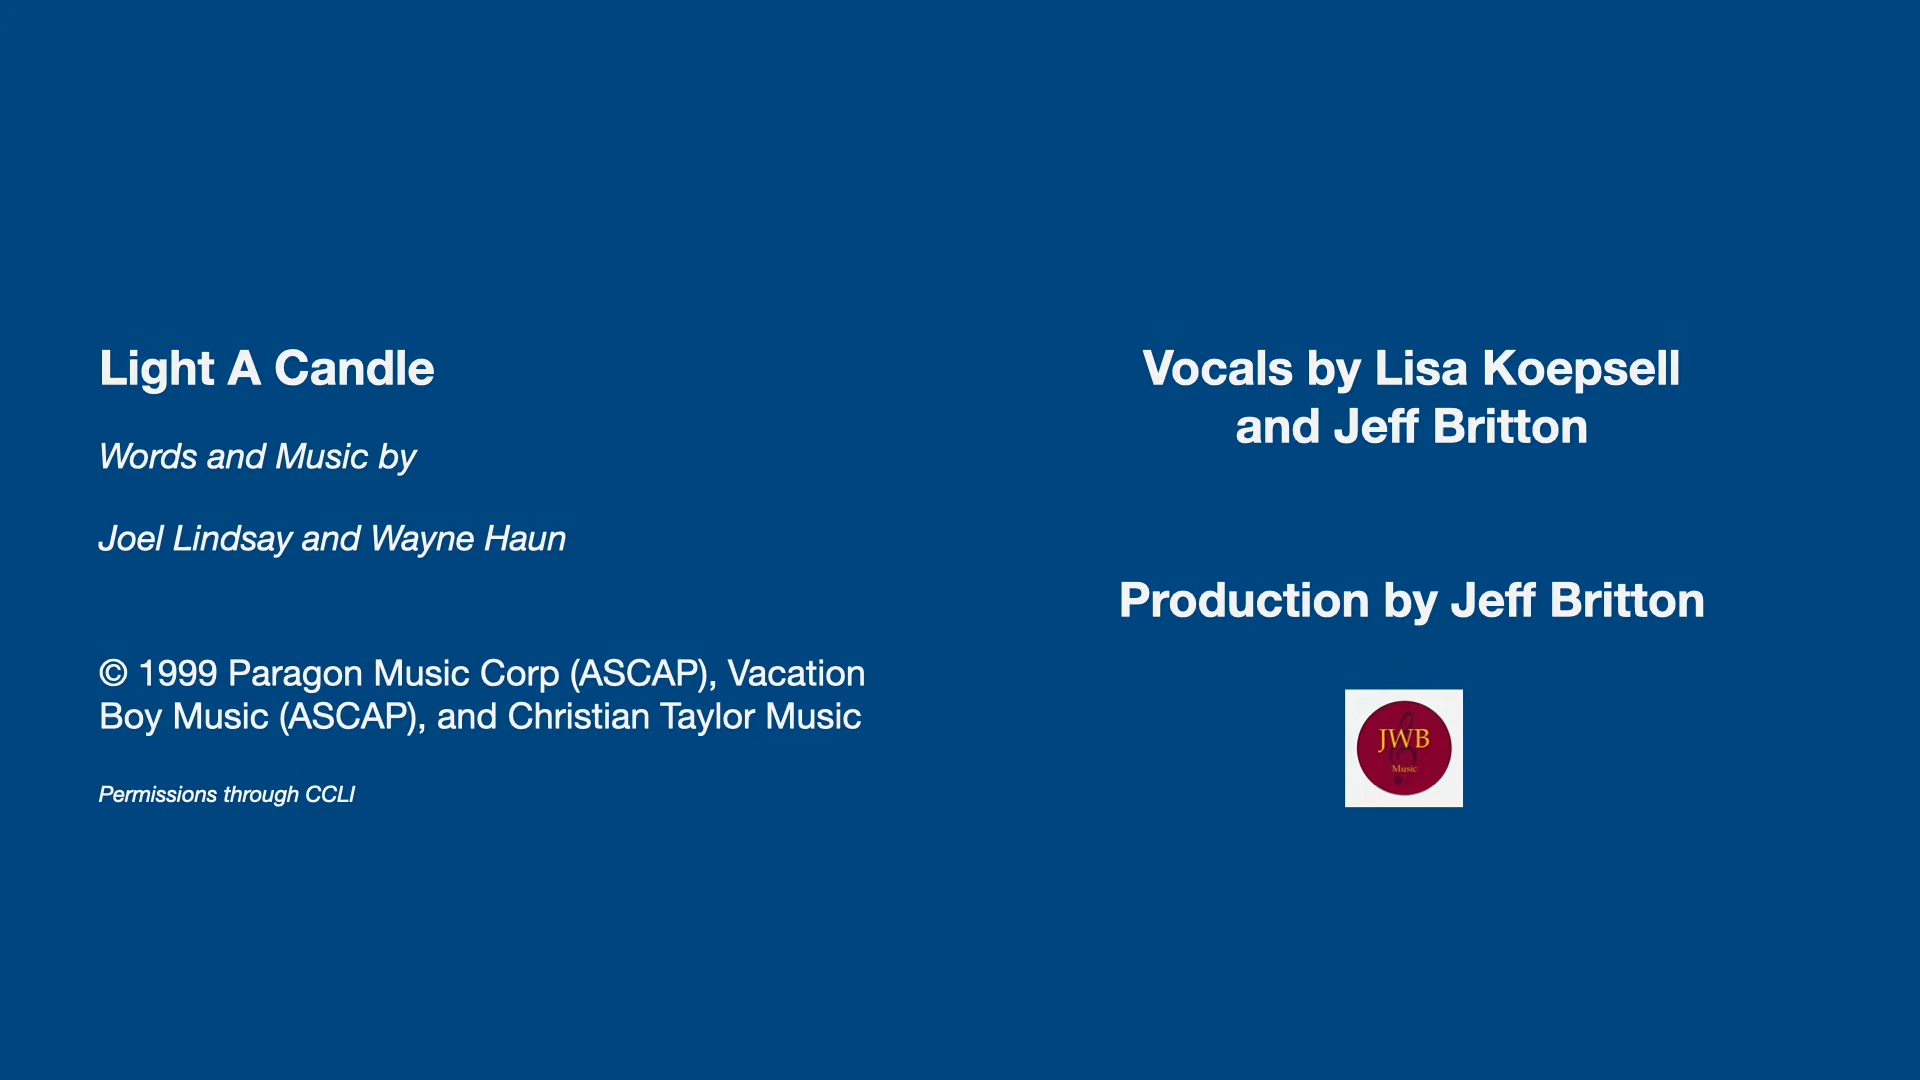 Light A Candle
Words and Music by
Joel Lindsay and Wayne Haun
© 1999 Paragon Music Corp (ASCAP), Vacation
Boy Music (ASCAP), and Christian Taylor Music
Permissions through CCLI
Vocals by Lisa Koepsell
and Jeff Britton
Production by Jeff Britton
JWB
Music